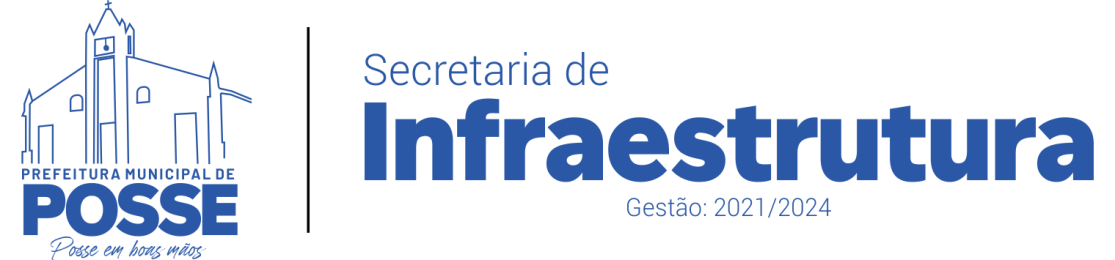 PREFEITURA MUNICIPAL DE
POSSE
Posse em boas mãos
Secretaria de
Infraestrutura
Gestão: 2021/2024